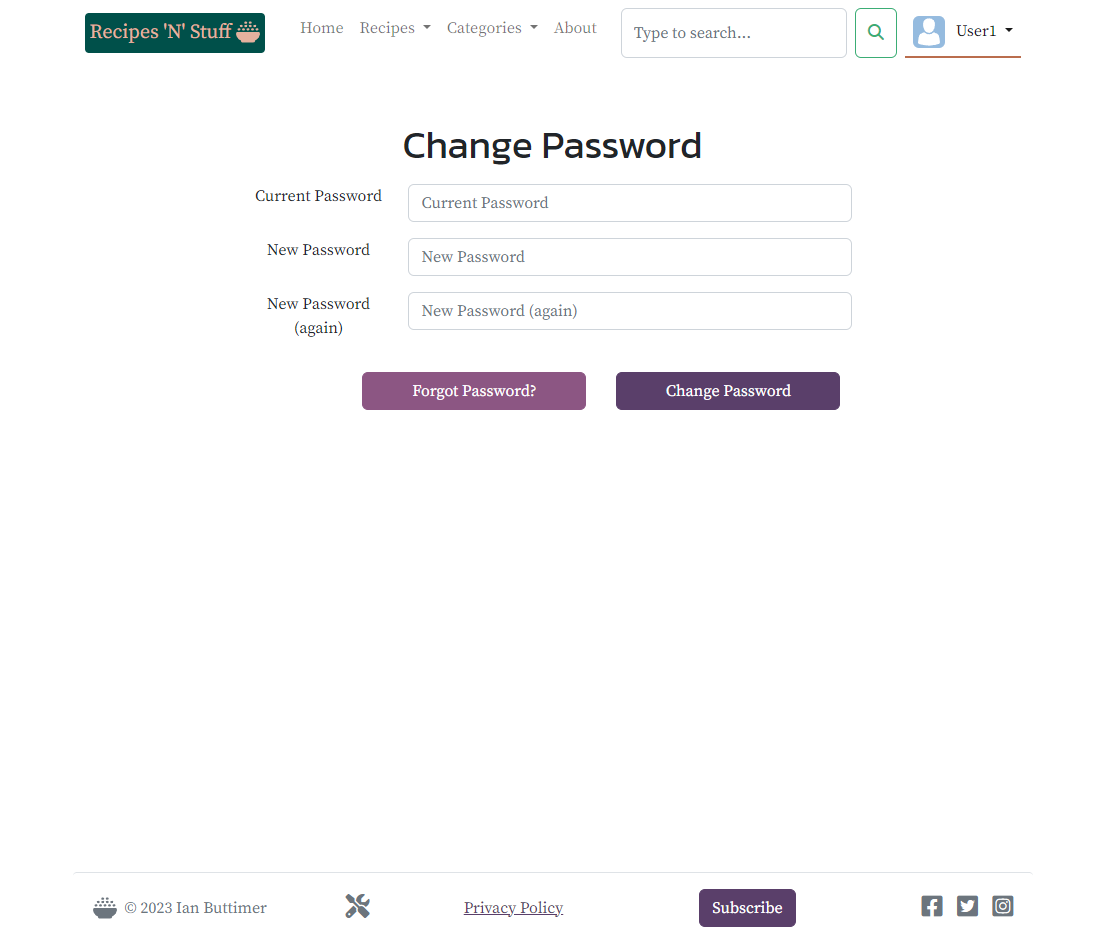 Recipes 'N' Stuff Home Recipes Categories About Type to search... User1
Change Password
Current Password Current Password
New Password New Password
New Password (again) New Password (again)
Forgot Password? Change Password
© 2023 Ian Buttimer Privacy Policy Subscribe